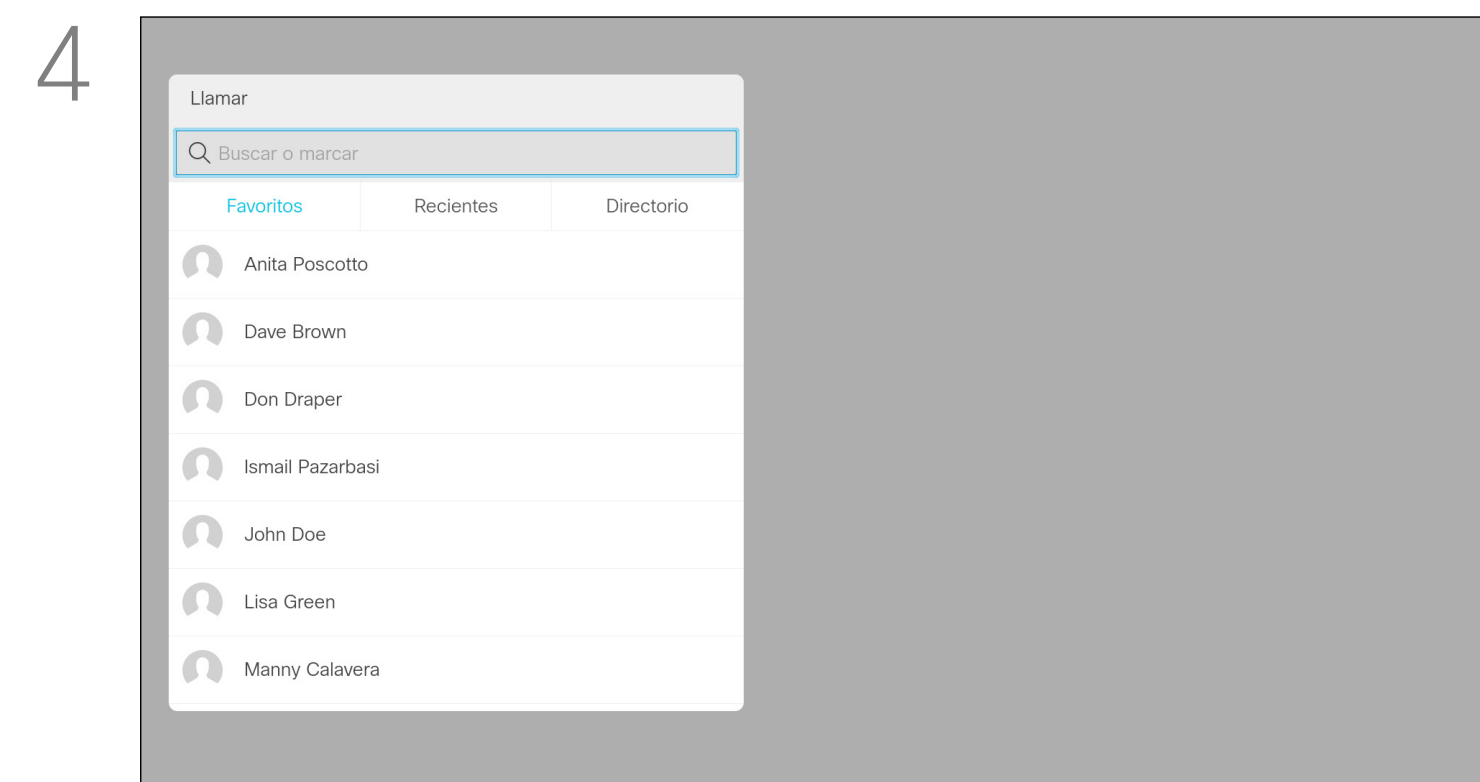 4
Llamar
Buscar o marcar
Favoritos Recientes Directorio
Anita Poscotto
Dave Brown
Don Draper
Ismail Pazarbasi
John Doe
Lisa Green
Manny Calavera